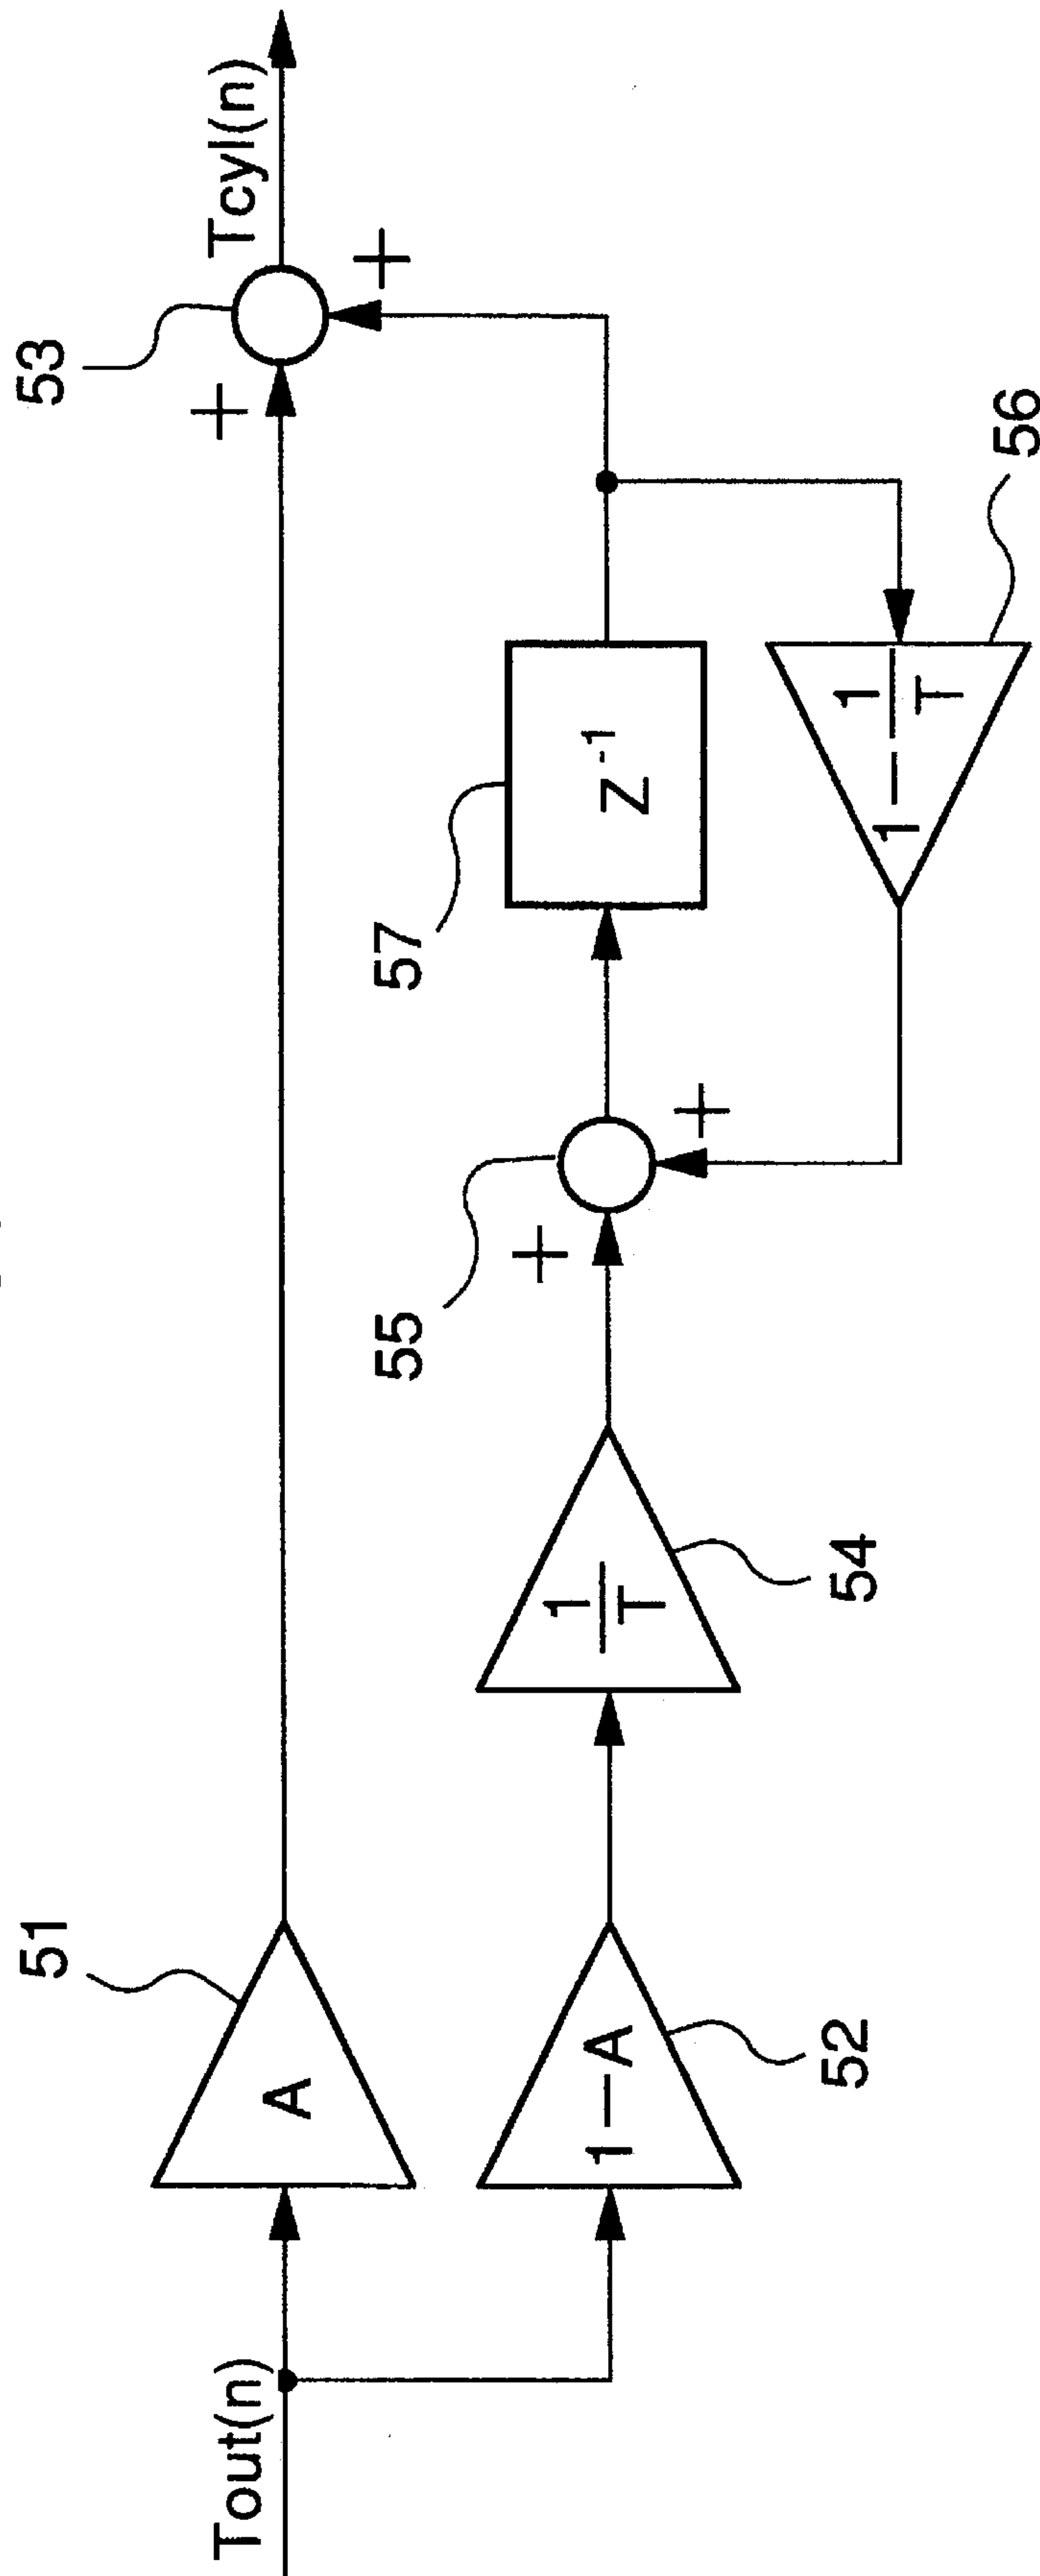 Tout(n)
51
A
53
Tcyl(n)
+
+
1—A
52
1
T
54
55
+
+
57
Z-1
1—
1
T
56